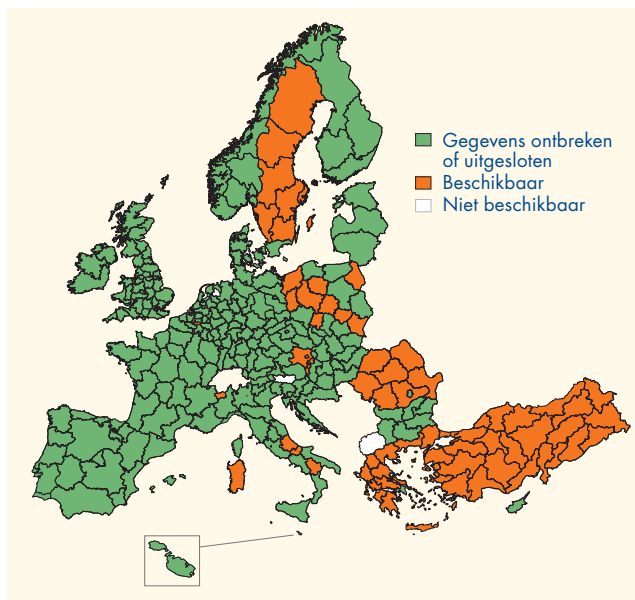 Gegevens ontbreken
of uitgesloten
Beschikbaar
Niet beschikbaar